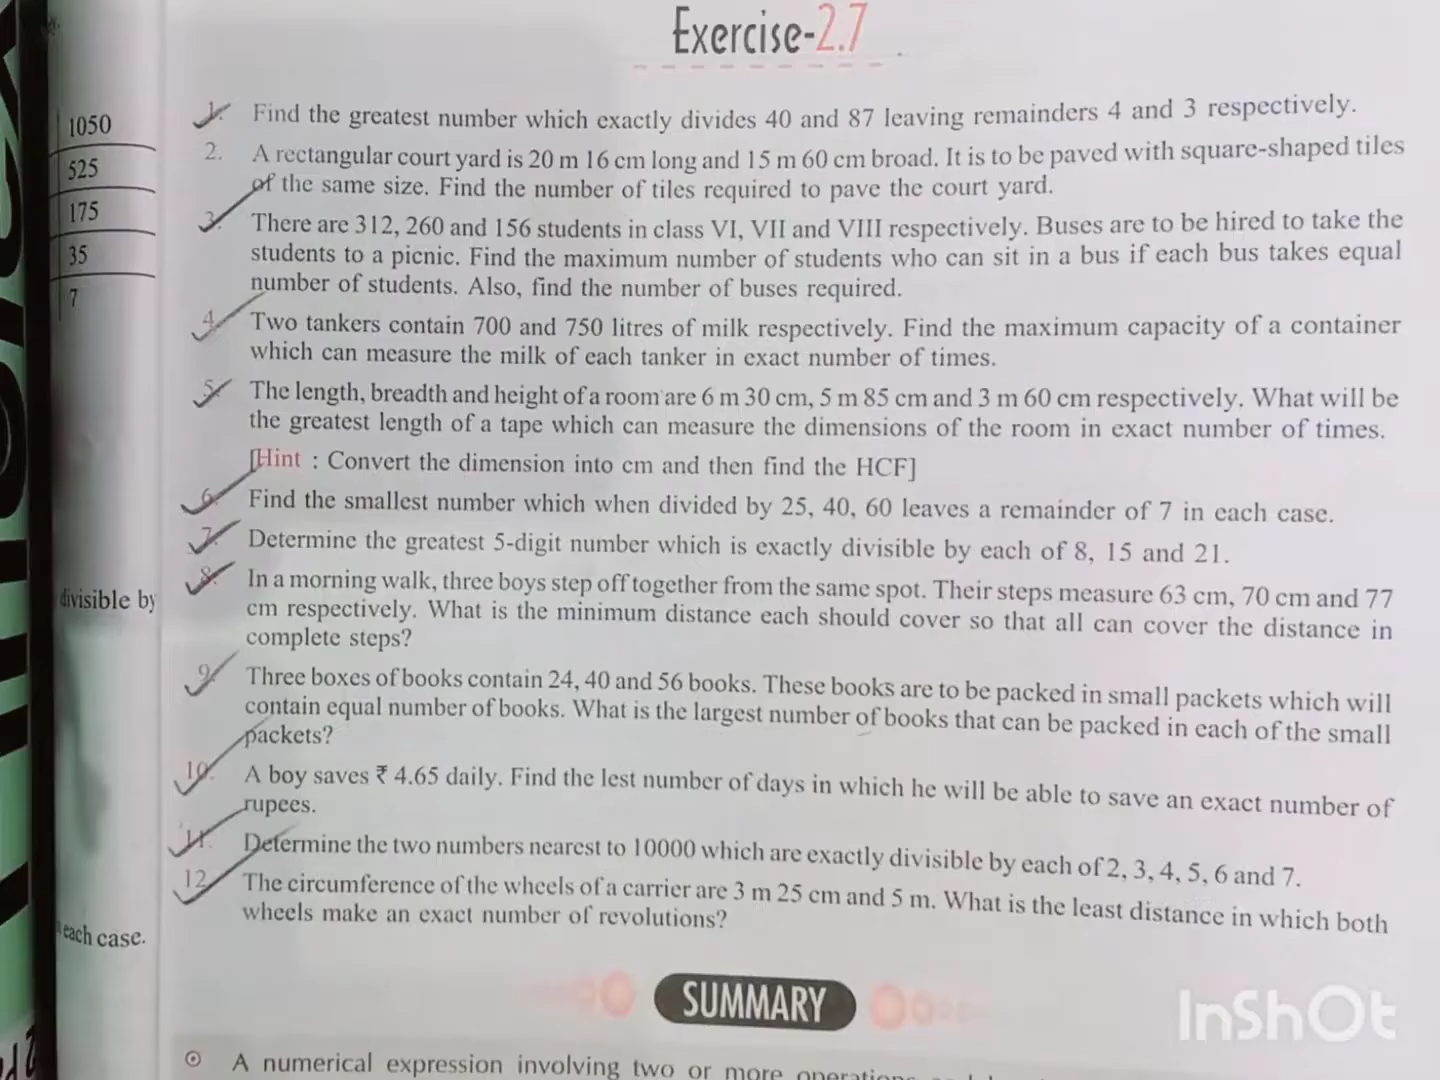 Exercise-2.7
1050
525
175
35
7
divisible by
each case.
1. Find the greatest number which exactly divides 40 and 87 leaving remainders 4 and 3 respectively.
2. A rectangular court yard is 20 m 16 cm long and 15 m 60 cm broad. It is to be paved with square-shaped tiles
of the same size. Find the number of tiles required to pave the court yard.
3. There are 312, 260 and 156 students in class VI, VII and VIII respectively. Buses are to be hired to take the
students to a picnic. Find the maximum number of students who can sit in a bus if each bus takes equal
number of students. Also, find the number of buses required.
4. Two tankers contain 700 and 750 litres of milk respectively. Find the maximum capacity of a container
which can measure the milk of each tanker in exact number of times.
5. The length, breadth and height of a room are 6 m 30 cm, 5 m 85 cm and 3 m 60 cm respectively. What will be
the greatest length of a tape which can measure the dimensions of the room in exact number of times.
[Hint : Convert the dimension into cm and then find the HCF]
6. Find the smallest number which when divided by 25, 40, 60 leaves a remainder of 7 in each case.
7. Determine the greatest 5-digit number which is exactly divisible by each of 8, 15 and 21.
8. In a morning walk, three boys step off together from the same spot. Their steps measure 63 cm, 70 cm and 77
cm respectively. What is the minimum distance each should cover so that all can cover the distance in
complete steps?
9. Three boxes of books contain 24, 40 and 56 books. These books are to be packed in small packets which will
contain equal number of books. What is the largest number of books that can be packed in each of the small
packets?
10. A boy saves ₹ 4.65 daily. Find the lest number of days in which he will be able to save an exact number of
rupees.
11. Determine the two numbers nearest to 10000 which are exactly divisible by each of 2, 3, 4, 5, 6 and 7.
12. The circumference of the wheels of a carrier are 3 m 25 cm and 5 m. What is the least distance in which both
wheels make an exact number of revolutions?
SUMMARY
A numerical expression involving two or more
InShOt